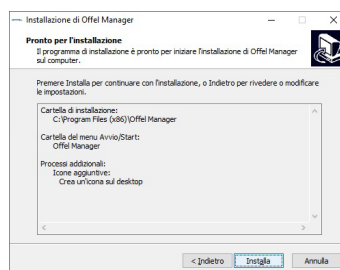 Installazione di Offel Manager
Pronto per l'installazione
Il programma di installazione è pronto per iniziare l'installazione di Offel Manager
sul computer.
Premere Installa per continuare con l'installazione, o Indietro per rivedere o modificare
le impostazioni.
Cartella di installazione:
C:\Program Files (x86)\Offel Manager
Cartella del menu Avvio/Start:
Offel Manager
Processi addizionali:
Icone aggiuntive:
Crea un'icona sul desktop
< Indietro
Installa
Annulla